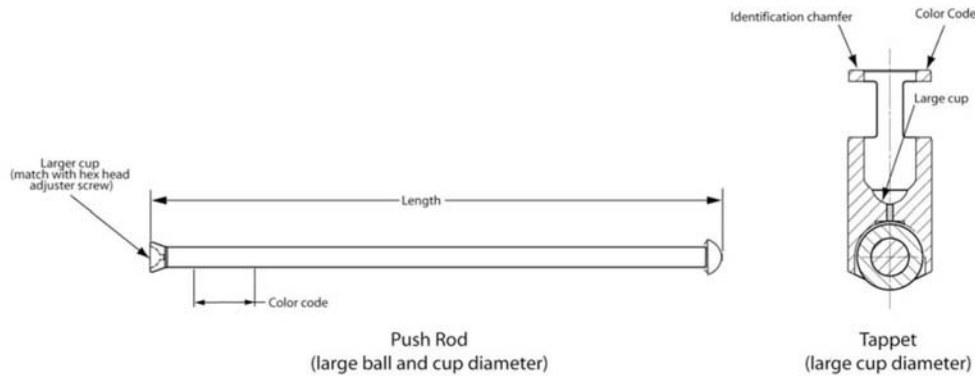 Identification chamfer
Color Code
Large cup
Larger cup
(match with hex head
adjuster screw)
Length
Color code
Push Rod
(large ball and cup diameter)
Tappet
(large cup diameter)